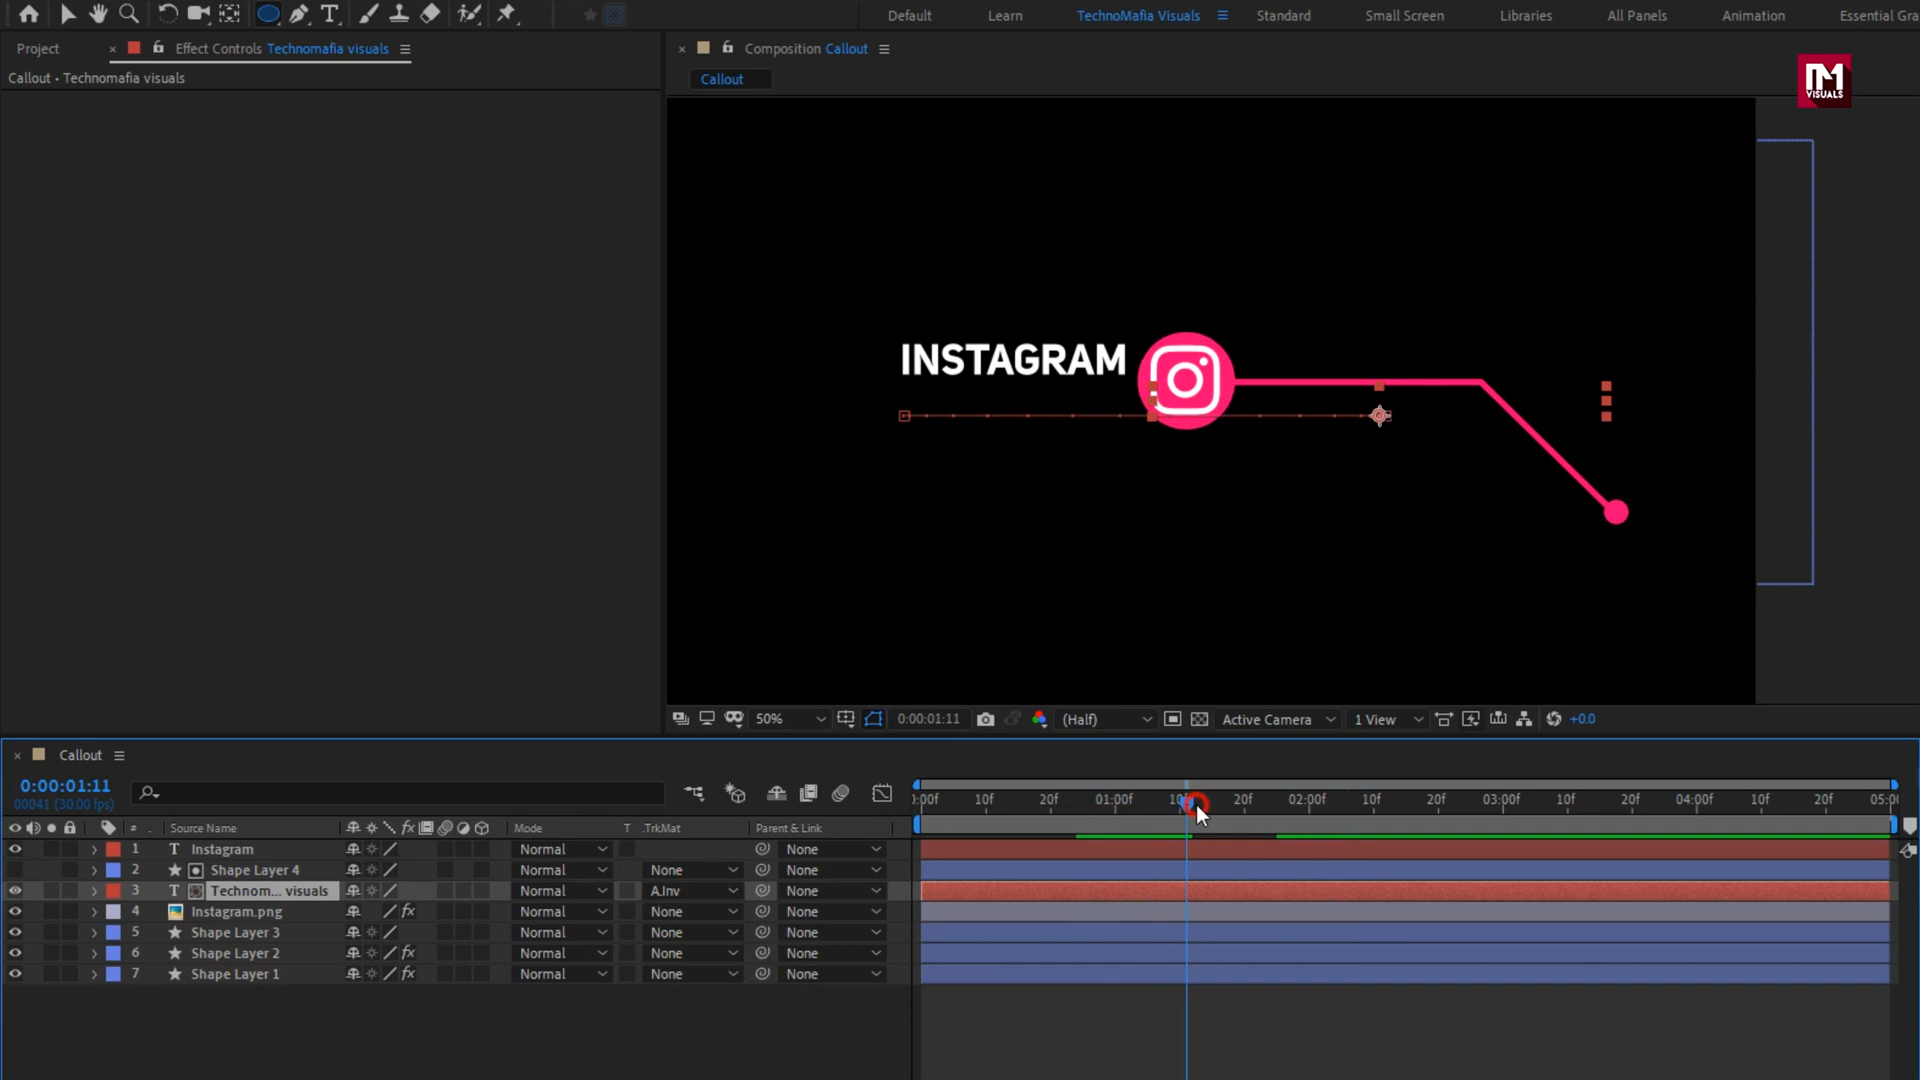 Default Learn TechnoMafia Visuals Standard Small Screen Libraries All Panels Animation Essential Gra
Project Effect Controls Technomafia visuals
Composition Callout
Callout • Technomafia visuals
Callout
VISUALS
INSTAGRAM
50% 0:00:01:11 (Half) Active Camera 1 View +0.0
Callout
0:00:01:11
00041 (30.00 fps)
:00f 10f 20f 01:00f 10f 20f 02:00f 10f 20f 03:00f 10f 20f 04:00f 10f 20f 05:00
# Source Name fx Mode T .TrkMat Parent & Link
1 T Instagram Normal None
2 Shape Layer 4 Normal None None
3 T Technom... visuals Normal A.Inv None
4 Instagram.png fx Normal None None
5 Shape Layer 3 Normal None None
6 Shape Layer 2 fx Normal None None
7 Shape Layer 1 fx Normal None None